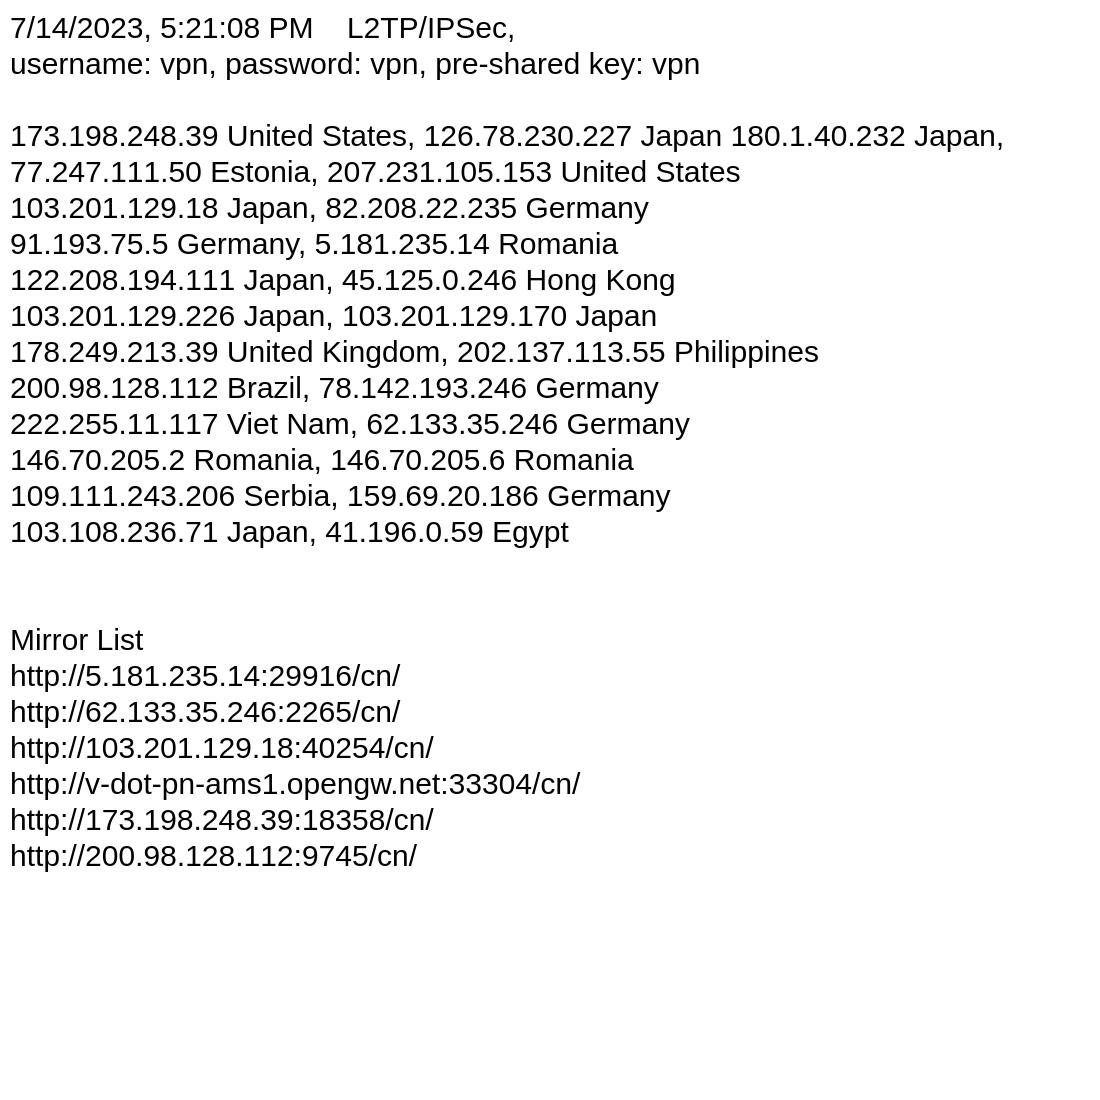 7/14/2023, 5:21:08 PM    L2TP/IPSec,
username: vpn, password: vpn, pre-shared key: vpn
173.198.248.39 United States, 126.78.230.227 Japan 180.1.40.232 Japan,
77.247.111.50 Estonia, 207.231.105.153 United States
103.201.129.18 Japan, 82.208.22.235 Germany
91.193.75.5 Germany, 5.181.235.14 Romania
122.208.194.111 Japan, 45.125.0.246 Hong Kong
103.201.129.226 Japan, 103.201.129.170 Japan
178.249.213.39 United Kingdom, 202.137.113.55 Philippines
200.98.128.112 Brazil, 78.142.193.246 Germany
222.255.11.117 Viet Nam, 62.133.35.246 Germany
146.70.205.2 Romania, 146.70.205.6 Romania
109.111.243.206 Serbia, 159.69.20.186 Germany
103.108.236.71 Japan, 41.196.0.59 Egypt
Mirror List
http://5.181.235.14:29916/cn/
http://62.133.35.246:2265/cn/
http://103.201.129.18:40254/cn/
http://v-dot-pn-ams1.opengw.net:33304/cn/
http://173.198.248.39:18358/cn/
http://200.98.128.112:9745/cn/